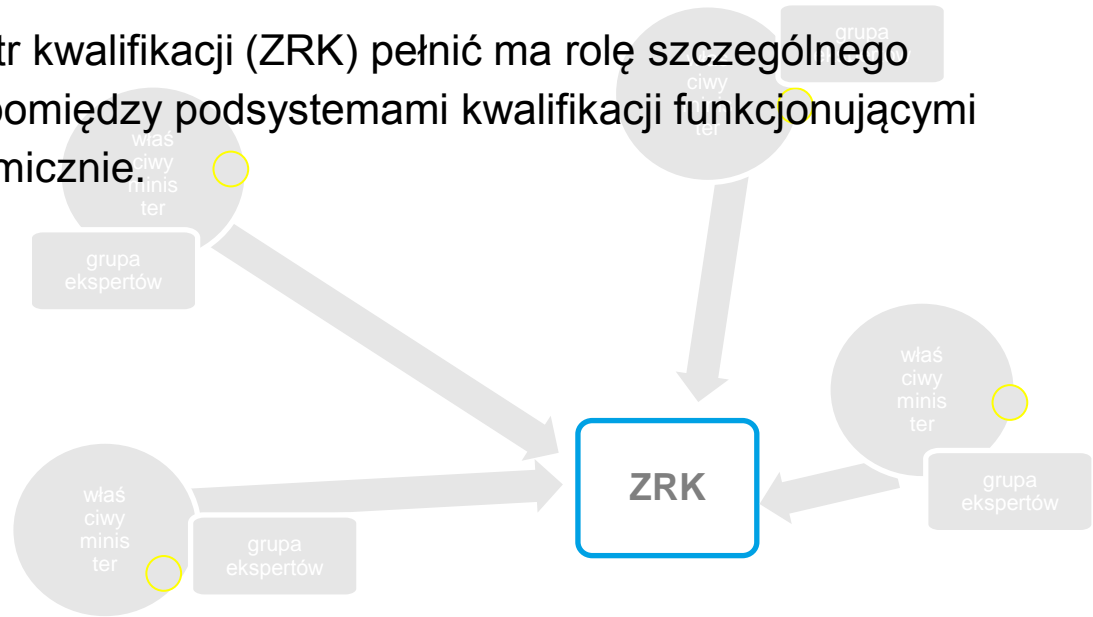 tr kwalifikacji (ZRK) pełnić ma rolę szczególnego
pomiędzy podsystemami kwalifikacji funkcjonującymi
micznie.
grupa
ciwy
ter
właś
ciwy
minis
ter
grupa
ekspertów
właś
ciwy
minis
ter
grupa
ekspertów
ZRK
właś
ciwy
minis
ter
grupa
ekspertów